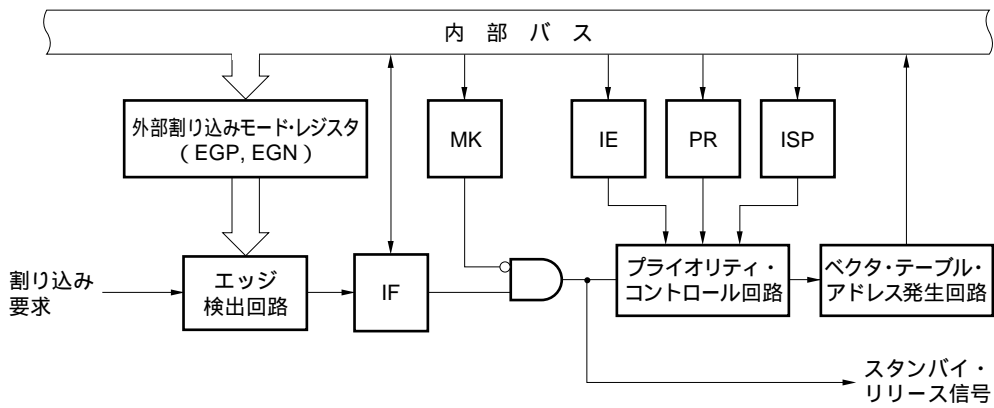 内 部 バ ス
外部割り込みモード・レジスタ
（EGP, EGN）
MK
IE
PR
ISP
割り込み
要求
エッジ
検出回路
IF
プライオリティ・
コントロール回路
ベクタ・テーブル・
アドレス発生回路
スタンバイ・
リリース信号